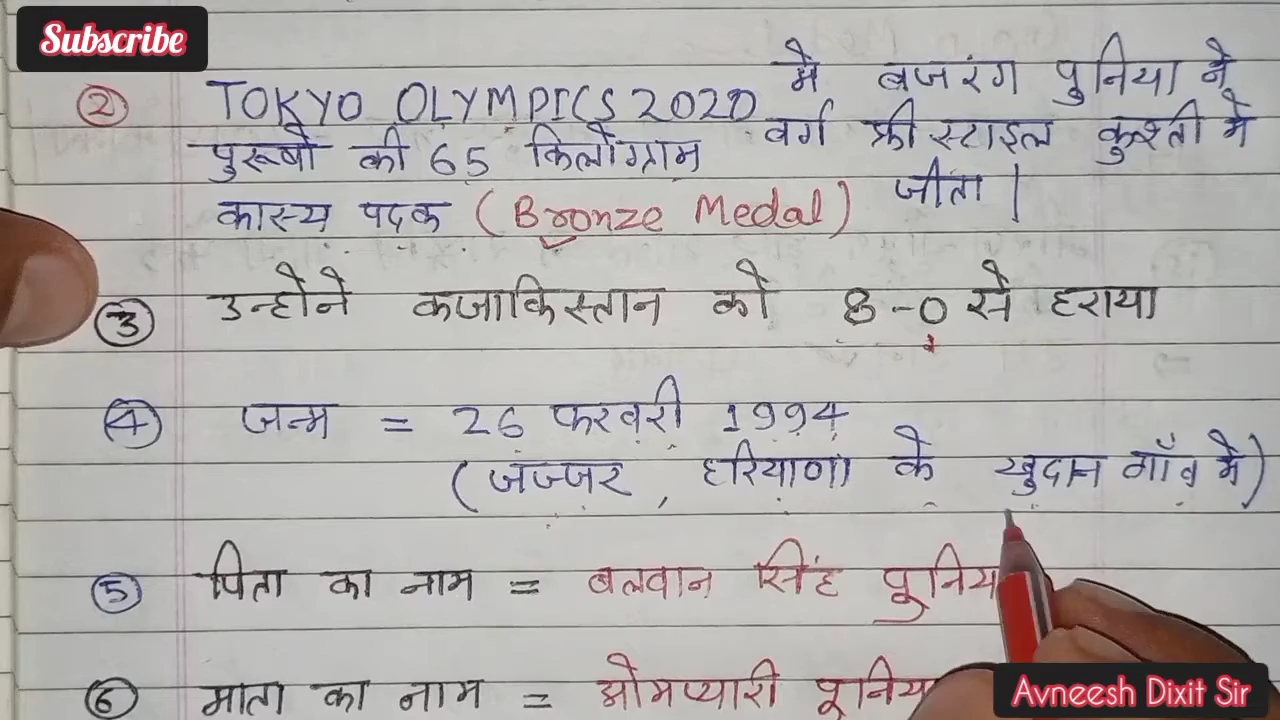 Subscribe
② TOKYO OLYMPICS 2020 मे बजरंग पुनिया ने
पुरूषो की 65 किलोग्राम वर्ग फ्री स्टाइल कुश्ती मे
कास्य पदक (Bronze Medal) जीता |
③ उन्होने कजाकिस्तान को 8-0 से हराया
④ जन्म = 26 फरवरी 1994
(जज्जर, हरियाणा के खुदान गाँव मे)
⑤ पिता का नाम = बलवान सिंह पूनिय
⑥ माता का नाम = ओमप्यारी पूनिय
Avneesh Dixit Sir